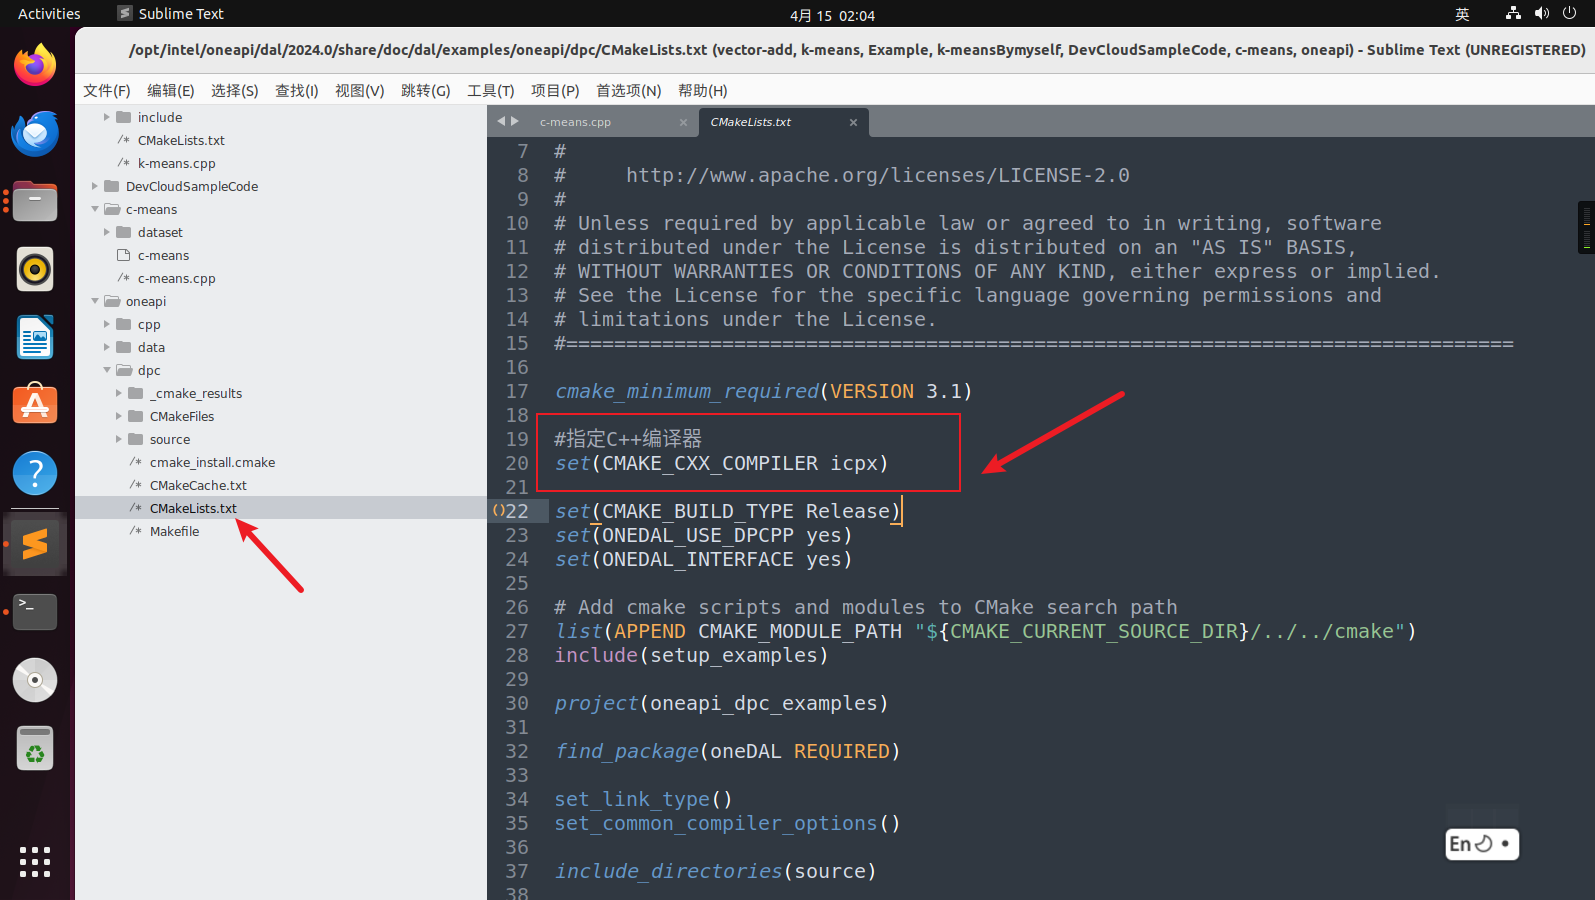 Activities
Sublime Text
4月 15 02:04
英
/opt/intel/oneapi/dal/2024.0/share/doc/dal/examples/oneapi/dpc/CMakeLists.txt (vector-add, k-means, Example, k-meansBymyself, DevCloudSampleCode, c-means, oneapi) - Sublime Text (UNREGISTERED)
文件(F) 编辑(E) 选择(S) 查找(I) 视图(V) 跳转(G) 工具(T) 项目(P) 首选项(N) 帮助(H)
include
/* CMakeLists.txt
/* k-means.cpp
DevCloudSampleCode
c-means
dataset
c-means
/* c-means.cpp
oneapi
cpp
data
dpc
_cmake_results
CMakeFiles
source
/* cmake_install.cmake
/* CMakeCache.txt
/* CMakeLists.txt
/* Makefile
c-means.cpp ×
CMakeLists.txt ×
7 #
8 #     http://www.apache.org/licenses/LICENSE-2.0
9 #
10 # Unless required by applicable law or agreed to in writing, software
11 # distributed under the License is distributed on an "AS IS" BASIS,
12 # WITHOUT WARRANTIES OR CONDITIONS OF ANY KIND, either express or implied.
13 # See the License for the specific language governing permissions and
14 # limitations under the License.
15 #===============================================================================
16
17 cmake_minimum_required(VERSION 3.1)
18
19 #指定C++编译器
20 set(CMAKE_CXX_COMPILER icpx)
21
()22 set(CMAKE_BUILD_TYPE Release)
23 set(ONEDAL_USE_DPCPP yes)
24 set(ONEDAL_INTERFACE yes)
25
26 # Add cmake scripts and modules to CMake search path
27 list(APPEND CMAKE_MODULE_PATH "${CMAKE_CURRENT_SOURCE_DIR}/../../cmake")
28 include(setup_examples)
29
30 project(oneapi_dpc_examples)
31
32 find_package(oneDAL REQUIRED)
33
34 set_link_type()
35 set_common_compiler_options()
36
37 include_directories(source)
38
En